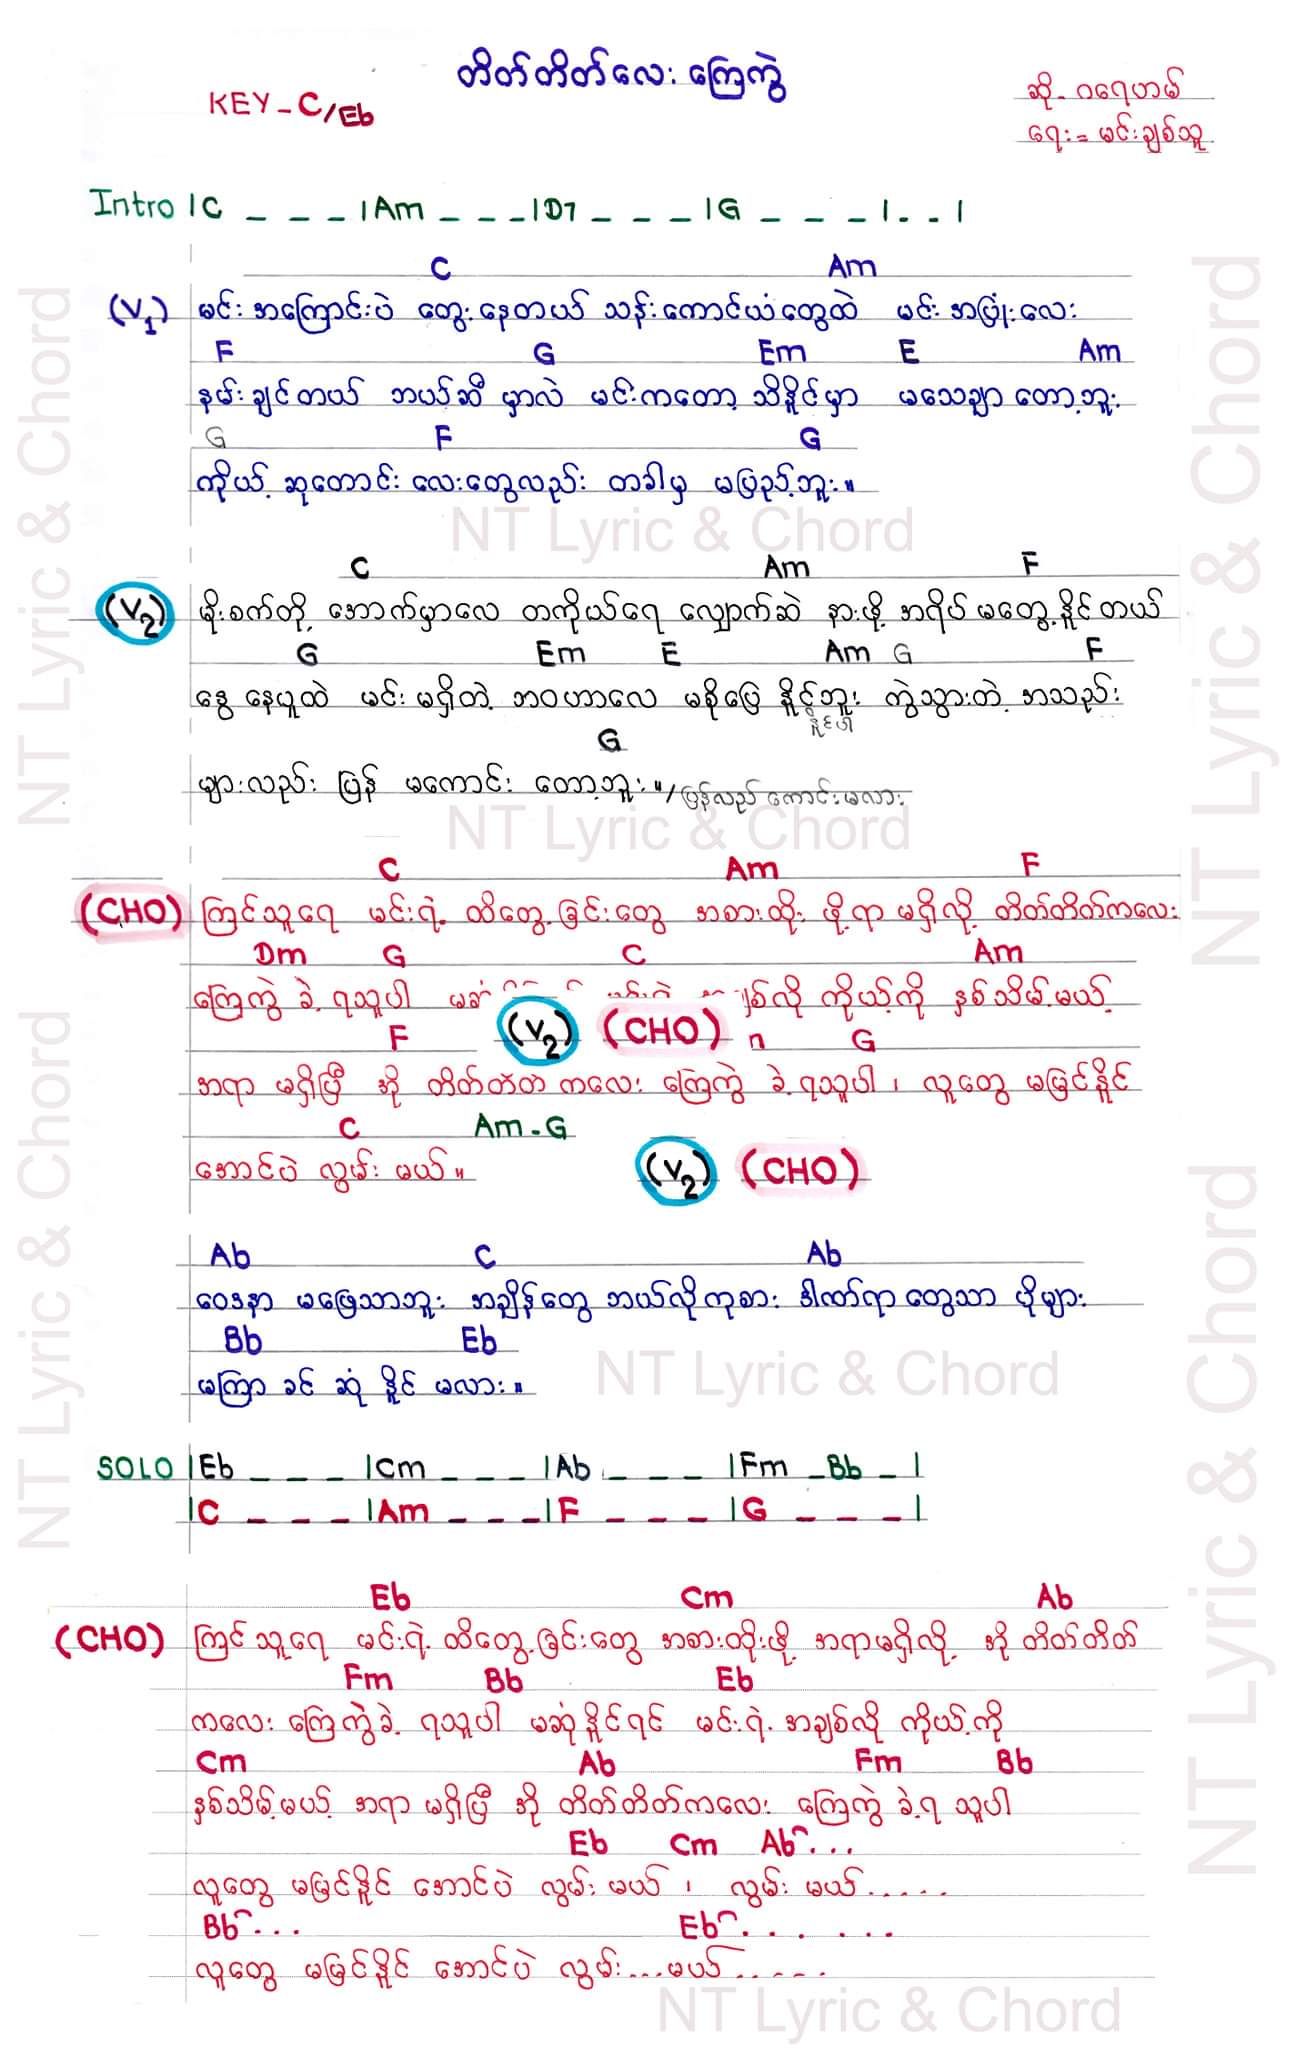 တိတ်တိတ်လေး ကြေကွဲ
KEY - C/Eb
ဆို - ဂရေဟမ်
ရေး = မင်းချစ်သူ
Intro |C _ _ _ |Am _ _ _ |D7 _ _ _ |G _ _ _ |. . |
C Am
(V1) မင်း အကြောင်းပဲ တွေးနေတယ် သန်းကောင်ယံတွေထဲ မင်း အပြုံးလေး
F G Em E Am
နမ်းချင်တယ် ဘယ်ဆီ မှာလဲ မင်းကတော့ သိနိူင်မှာ မသေချာ တော့ဘူး
G F G
ကိုယ့် ဆုတောင်း လေးတွေလည်း တခါမှ မပြည့်ဘူး။
NT Lyric & Chord
C Am F
(V2) မိုးစက်တို့ အောက်မှာလေ တကိုယ်ရေ လျှောက်ဆဲ နားဖို့ အရိပ် မတွေ့နိူင်တယ်
G Em E Am G F
နွေ နေပူထဲ မင်း မရှိတဲ့ ဘဝဟာလေ မစိုပြေ နိူင်ဘူး ကွဲသွားတဲ့ အသည်း
နိူင်ပါ
G
များလည်း ပြန် မကောင်း တော့ဘူး။ / ပြန်လည် ကောင်းမလား
NT Lyric & Chord
C Am F
(CHO) ကြင်သူရေ မင်းရဲ့ ထိတွေ့ခြင်းတွေ အစားထိုး ဖို့ရာ မရှိလို့ တိတ်တိတ်ကလေး
Dm G C Am
ကြေကွဲ ခဲ့ရသူပါ ချစ်လို့ ကိုယ့်ကို နှစ်သိမ့်မယ့်
F (V2) (CHO) G
အရာ မရှိပြီ အို တိတ်တိတ် ကလေး ကြေကွဲ ခဲ့ရသူပါ ၊ လူတွေ မမြင်နိူင်
C Am - G
အောင်ပဲ လွမ်း မယ်။ (V2) (CHO)
Ab C Ab
ဝေဒနာ မဖြေသာဘူး အချိန်တွေ ဘယ်လိုကုစား ဒါဏ်ရာတွေသာ ပိုများ
Bb Eb
မကြာ ခင် ဆုံ နိူင် မလား။
NT Lyric & Chord
SOLO |Eb _ _ _ |Cm _ _ _ |Ab _ _ _ |Fm _ Bb _ |
|C _ _ _ |Am _ _ _ |F _ _ _ |G _ _ _ |
Eb Cm Ab
(CHO) ကြင်သူရေ မင်းရဲ့ ထိတွေ့ခြင်းတွေ အစားထိုးဖို့ အရာမရှိလို့ အို တိတ်တိတ်
Fm Bb Eb
ကလေး ကြေကွဲခဲ့ ရသူပါ မဆုံနိူင်ရင် မင်းရဲ့ အချစ်လို ကိုယ့်ကို
Cm Ab Fm Bb
နှစ်သိမ့်မယ့် အရာ မရှိပြီ အို တိတ်တိတ်ကလေး ကြေကွဲ ခဲ့ရ သူပါ
Eb Cm Ab...
လူတွေ မမြင်နိူင် အောင်ပဲ လွမ်း မယ် ၊ လွမ်း မယ်.....
Bb... Eb......
လူတွေ မမြင်နိူင် အောင်ပဲ လွမ်း...မယ်.....
NT Lyric & Chord
NT Lyric & Chord
NT Lyric & Chord
NT Lyric & Chord
NT Lyric & Chord